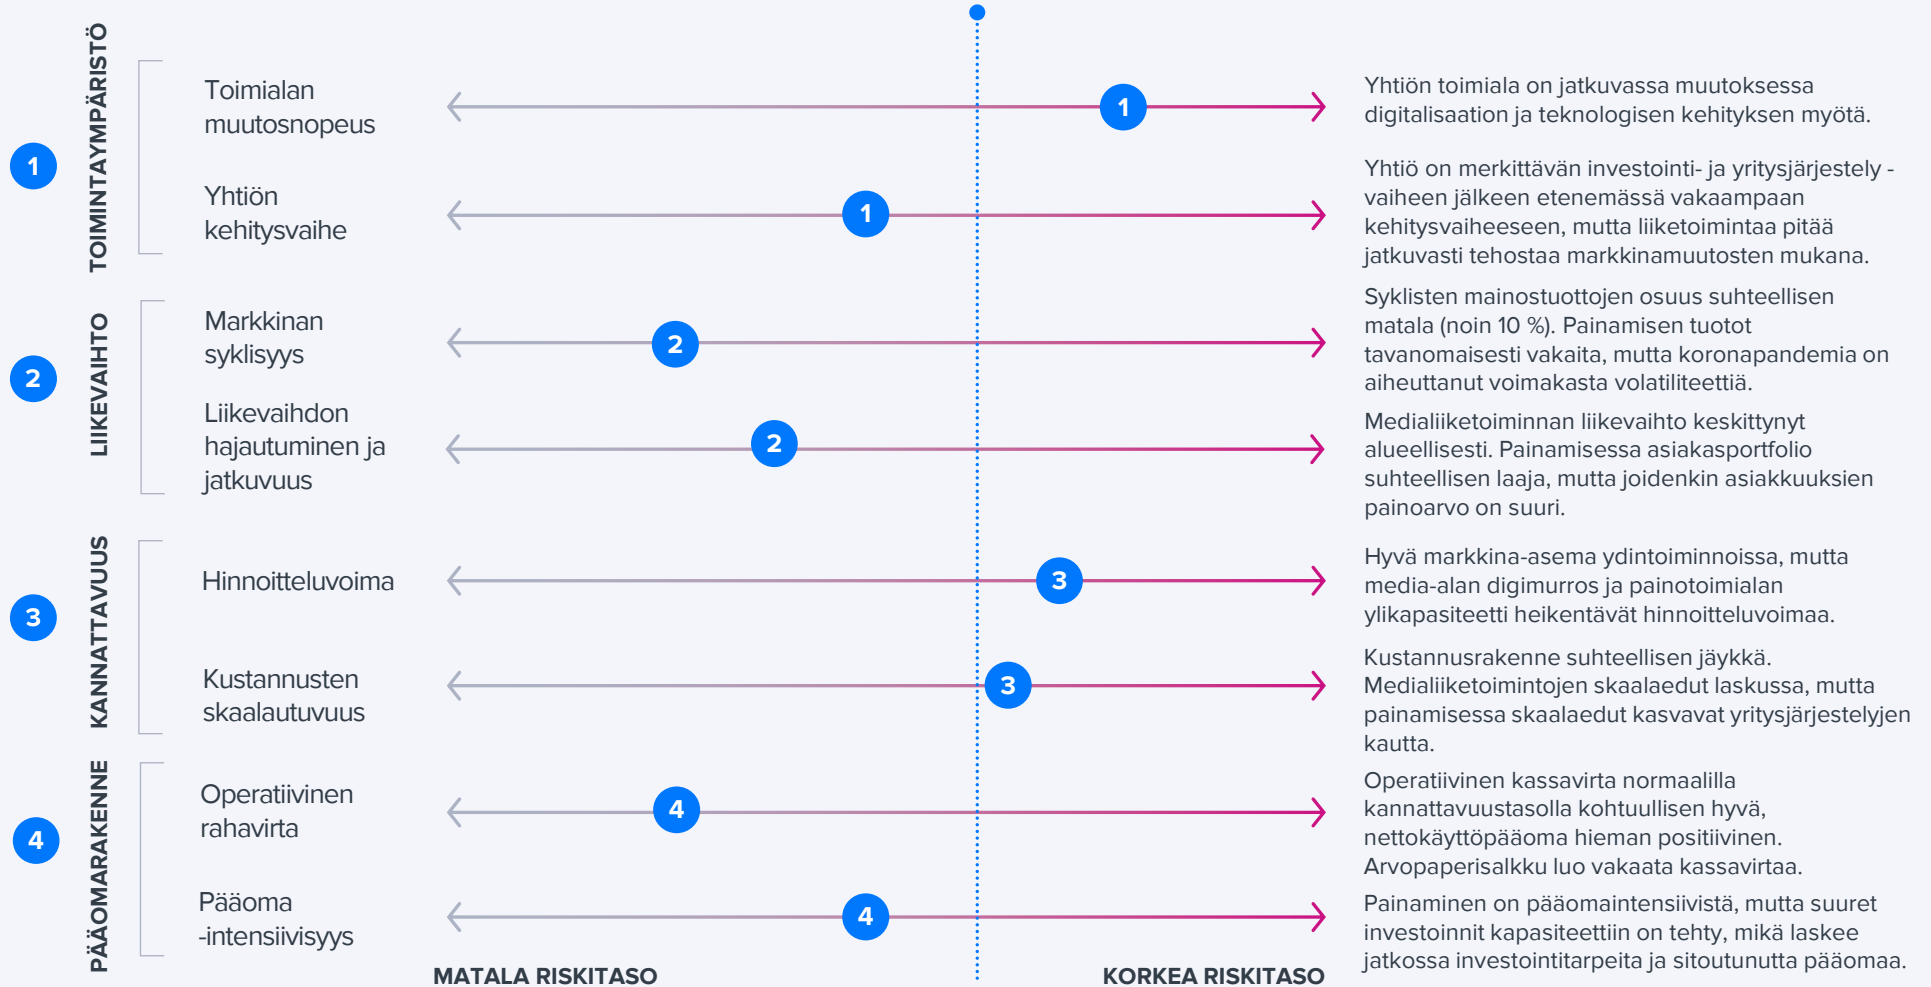 1
TOIMINTAYMPÄRISTÖ
Toimialan
muutosnopeus
1
Yhtiön toimiala on jatkuvassa muutoksessa
digitalisaation ja teknologisen kehityksen myötä.
Yhtiön
kehitysvaihe
1
Yhtiö on merkittävän investointi- ja yritysjärjestely -
vaiheen jälkeen etenemässä vakaampaan
kehitysvaiheeseen, mutta liiketoimintaa pitää
jatkuvasti tehostaa markkinamuutosten mukana.
2
LIIKEVAIHTO
Markkinan
syklisyys
2
Syklisten mainostuottojen osuus suhteellisen
matala (noin 10 %). Painamisen tuotot
tavanomaisesti vakaita, mutta koronapandemia on
aiheuttanut voimakasta volatiliteettiä.
Liikevaihdon
hajautuminen ja
jatkuvuus
2
Medialiiketoiminnan liikevaihto keskittynyt
alueellisesti. Painamisessa asiakasportfolio
suhteellisen laaja, mutta joidenkin asiakkuuksien
painoarvo on suuri.
3
KANNATTAVUUS
Hinnoitteluvoima
3
Hyvä markkina-asema ydintoiminnoissa, mutta
media-alan digimurros ja painotoimialan
ylikapasiteetti heikentävät hinnoitteluvoimaa.
Kustannusten
skaalautuvuus
3
Kustannusrakenne suhteellisen jäykkä.
Medialiiketoimintojen skaalaedut laskussa, mutta
painamisessa skaalaedut kasvavat yritysjärjestelyjen
kautta.
4
PÄÄOMARAKENNE
Operatiivinen
rahavirta
4
Operatiivinen kassavirta normaalilla
kannattavuustasolla kohtuullisen hyvä,
nettokäyttöpääoma hieman positiivinen.
Arvopaperisalkku luo vakaata kassavirtaa.
Pääoma
-intensiivisyys
4
Painaminen on pääomaintensiivistä, mutta suuret
investoinnit kapasiteettiin on tehty, mikä laskee
jatkossa investointitarpeita ja sitoutunutta pääomaa.
MATALA RISKITASO
KORKEA RISKITASO